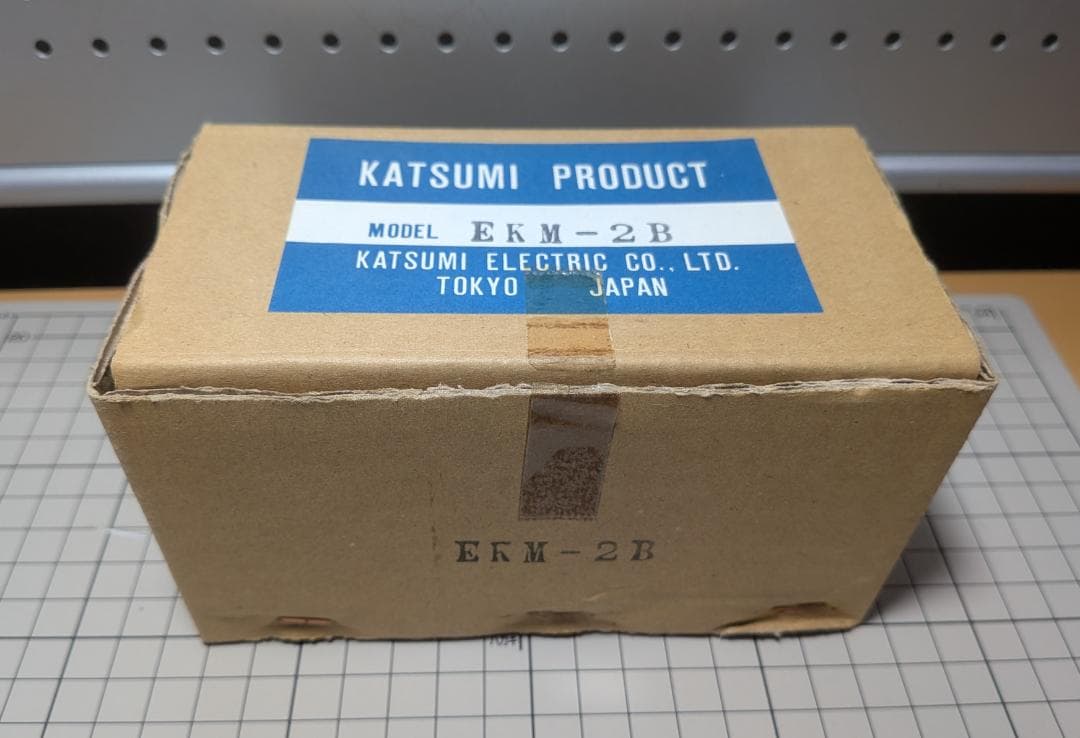 KATSUMI PRODUCT
MODEL EKM-2B
KATSUMI ELECTRIC CO., LTD.
TOKYO JAPAN
EKM-2B